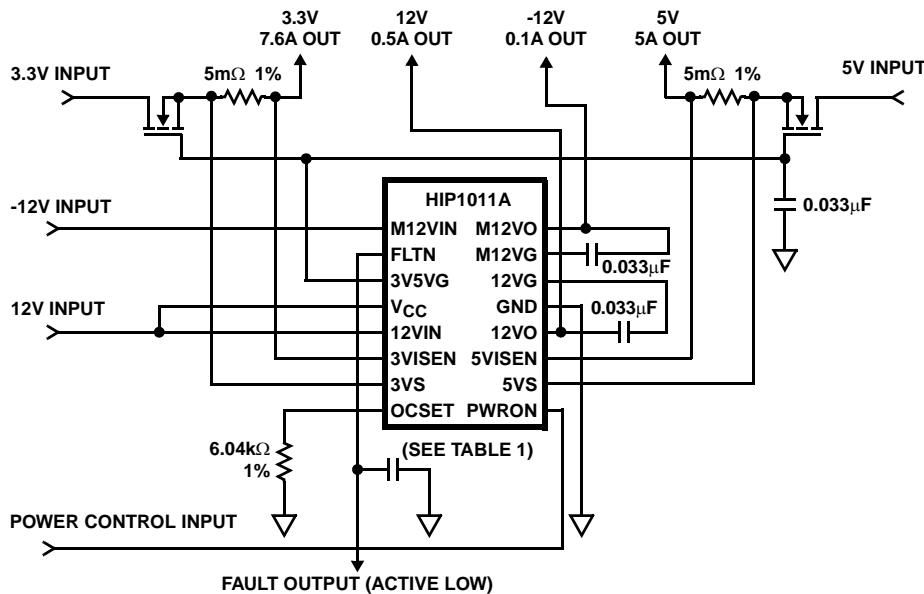 3.3V
7.6A OUT
12V
0.5A OUT
-12V
0.1A OUT
5V
5A OUT
3.3V INPUT
5mΩ 1%
5mΩ 1%
5V INPUT
HIP1011A
-12V INPUT
M12VIN
M12VO
0.033μF
FLTN
M12VG
0.033μF
3V5VG
12VG
12V INPUT
VCC
GND
0.033μF
12VIN
12VO
3VISEN
5VISEN
3VS
5VS
OCSET
PWRON
6.04kΩ
1%
(SEE TABLE 1)
POWER CONTROL INPUT
FAULT OUTPUT (ACTIVE LOW)